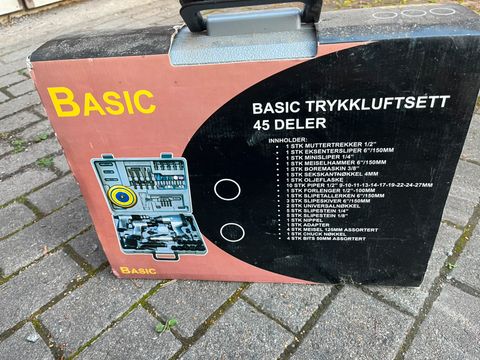 BASIC
BASIC TRYKKLUFTSETT
45 DELER
INNHOLDER:
1 STK MUTTERTREKKER 1/2"
1 STK EKSENTERSLIPER 6"/150MM
1 STK MINISLIPER 1/4"
1 STK MEISELHAMMER 6"/150MM
1 STK BOREMASKIN 3/8"
1 STK SEKSKANTNØKKEL 4MM
1 STK OLJEFLASKE
10 STK PIPER 1/2" 9-10-11-13-14-17-19-22-24-27MM
1 STK FORLENGER 1/2"-100MM
1 STK SLIPETALLERKEN 6"/150MM
3 STK SLIPESKIVER 6"/150MM
1 STK UNIVERSALNØKKEL
5 STK SLIPESTEIN 1/4"
5 STK SLIPESTEIN 1/8"
1 STK NIPPEL
1 STK ADAPTER
4 STK MEISEL 125MM ASSORTERT
1 STK CHUCK NØKKEL
4 STK BITS 50MM ASSORTERT
BASIC